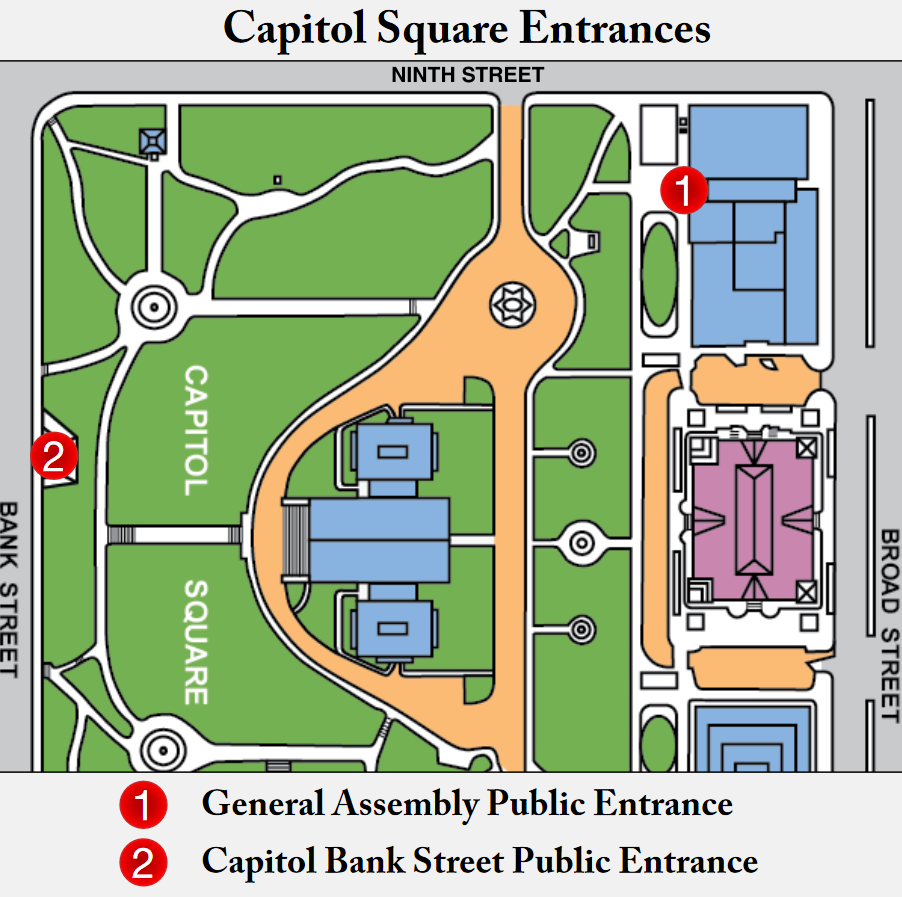 Capitol Square Entrances
NINTH STREET
1
CAPITOL
2
BANK STREET
SQUARE
BROAD STREET
1 General Assembly Public Entrance
2 Capitol Bank Street Public Entrance